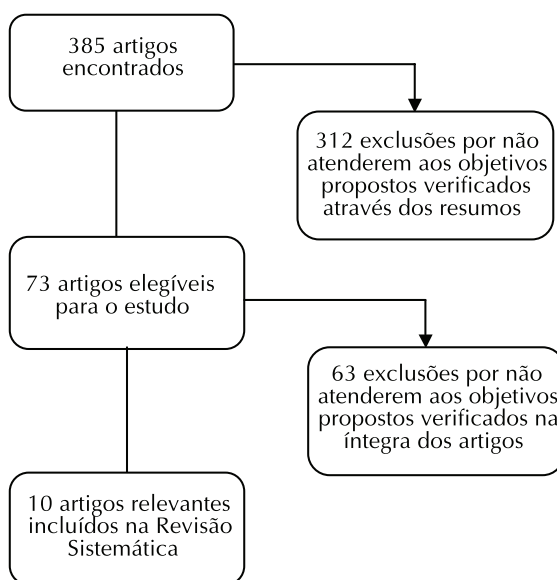 385 artigos
encontrados
312 exclusões por não
atenderem aos objetivos
propostos verificados
através dos resumos
73 artigos elegíveis
para o estudo
63 exclusões por não
atenderem aos objetivos
propostos verificados na
íntegra dos artigos
10 artigos relevantes
incluídos na Revisão
Sistemática